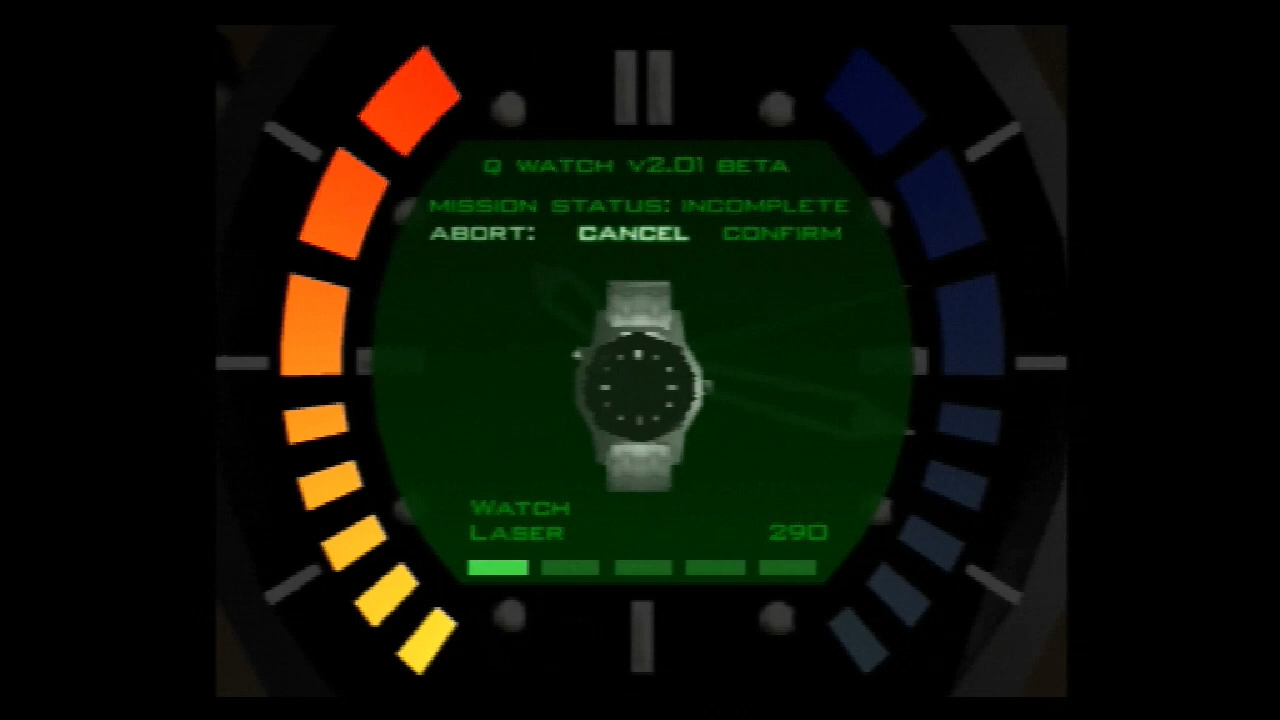 Q WATCH V2.01 BETA
MISSION STATUS: INCOMPLETE
ABORT: CANCEL CONFIRM
WATCH
LASER 290